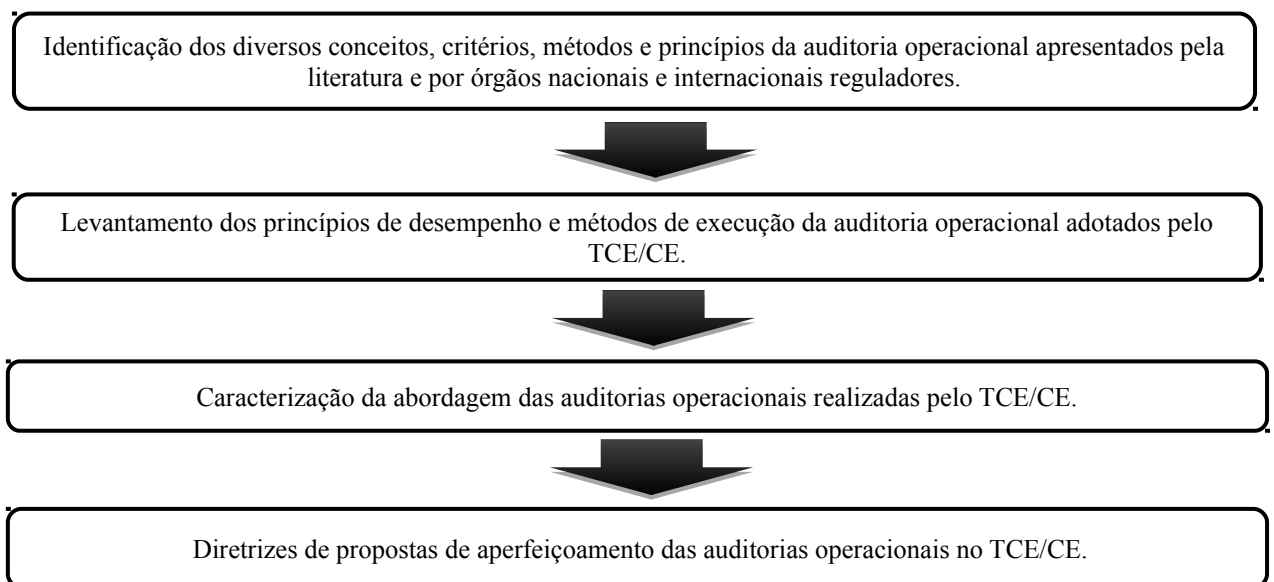 Identificação dos diversos conceitos, critérios, métodos e princípios da auditoria operacional apresentados pela
literatura e por órgãos nacionais e internacionais reguladores.
Levantamento dos princípios de desempenho e métodos de execução da auditoria operacional adotados pelo
TCE/CE.
Caracterização da abordagem das auditorias operacionais realizadas pelo TCE/CE.
Diretrizes de propostas de aperfeiçoamento das auditorias operacionais no TCE/CE.